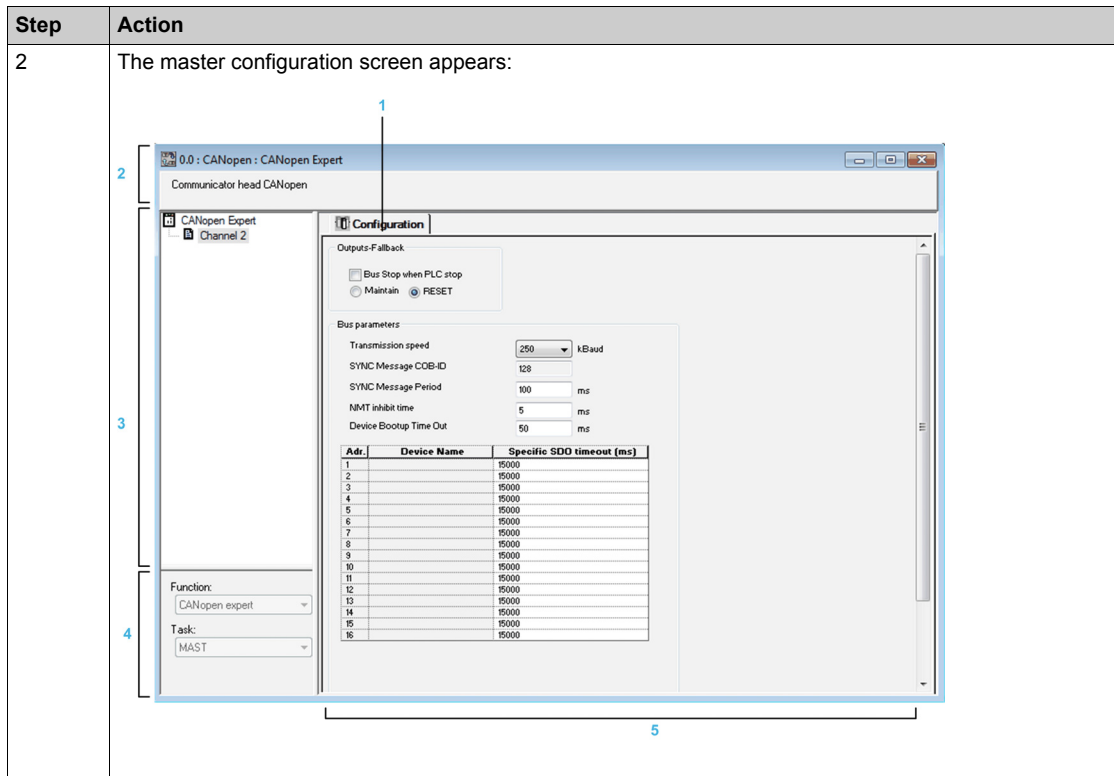 Step Action
2 The master configuration screen appears:
1
2
0.0 : CANopen : CANopen Expert
Communicator head CANopen
3
CANopen Expert
Channel 2
Configuration
Outputs-Fallback
Bus Stop when PLC stop
Maintain RESET
Bus parameters
Transmission speed 250 kBaud
SYNC Message COB-ID 128
SYNC Message Period 100 ms
NMT inhibit time 5 ms
Device Bootup Time Out 50 ms
Adr. Device Name Specific SDO timeout (ms)
1 15000
2 15000
3 15000
4 15000
5 15000
6 15000
7 15000
8 15000
9 15000
10 15000
11 15000
12 15000
13 15000
14 15000
15 15000
16 15000
4
Function:
CANopen expert
Task:
MAST
5